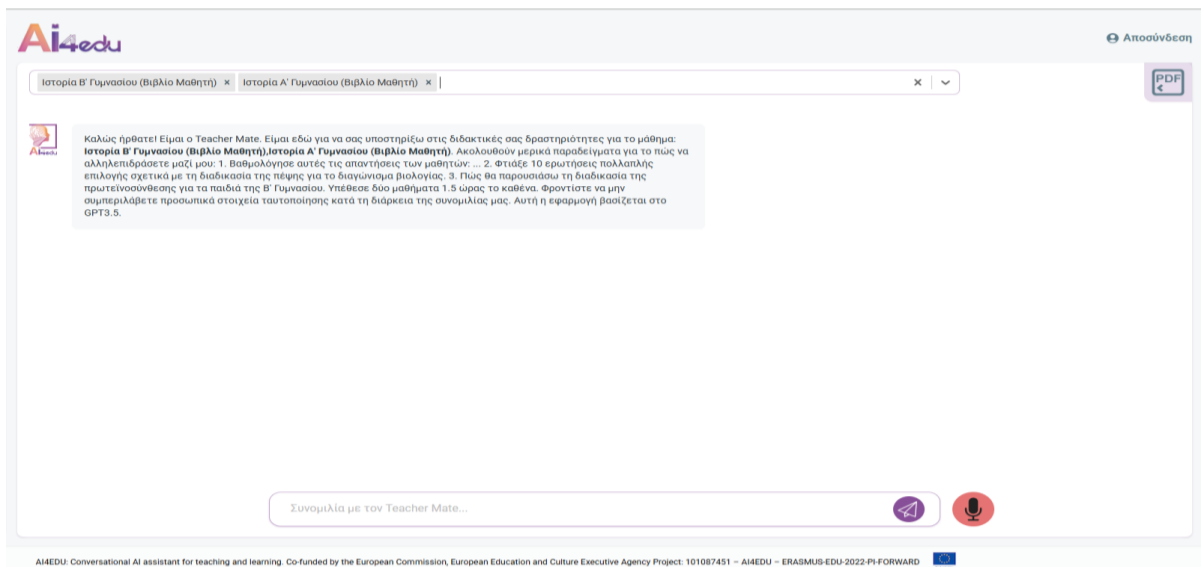 Ai4edu
Αποσύνδεση
Ιστορία Β' Γυμνασίου (Βιβλίο Μαθητή) × Ιστορία Α' Γυμνασίου (Βιβλίο Μαθητή) ×
PDF
Καλώς ήρθατε! Είμαι ο Teacher Mate. Είμαι εδώ για να σας υποστηρίξω στις διδακτικές σας δραστηριότητες για το μάθημα:
Ιστορία Β' Γυμνασίου (Βιβλίο Μαθητή),Ιστορία Α' Γυμνασίου (Βιβλίο Μαθητή). Ακολουθούν μερικά παραδείγματα για το πώς να
αλληλεπιδράσετε μαζί μου: 1. Βαθμολόγησε αυτές τις απαντήσεις των μαθητών: ... 2. Φτιάξε 10 ερωτήσεις πολλαπλής
επιλογής σχετικά με τη διαδικασία της πέψης για το διαγώνισμα βιολογίας. 3. Πώς θα παρουσιάσω τη διαδικασία της
πρωτεϊνοσύνθεσης για τα παιδιά της Β' Γυμνασίου. Υπέθεσε δύο μαθήματα 1.5 ώρας το καθένα. Φροντίστε να μην
συμπεριλάβετε προσωπικά στοιχεία ταυτοποίησης κατά τη διάρκεια της συνομιλίας μας. Αυτή η εφαρμογή βασίζεται στο
GPT3.5.
AI4edu
Συνομιλία με τον Teacher Mate...
AI4EDU: Conversational AI assistant for teaching and learning. Co-funded by the European Commission, European Education and Culture Executive Agency Project: 101087451 – AI4EDU – ERASMUS-EDU-2022-PI-FORWARD